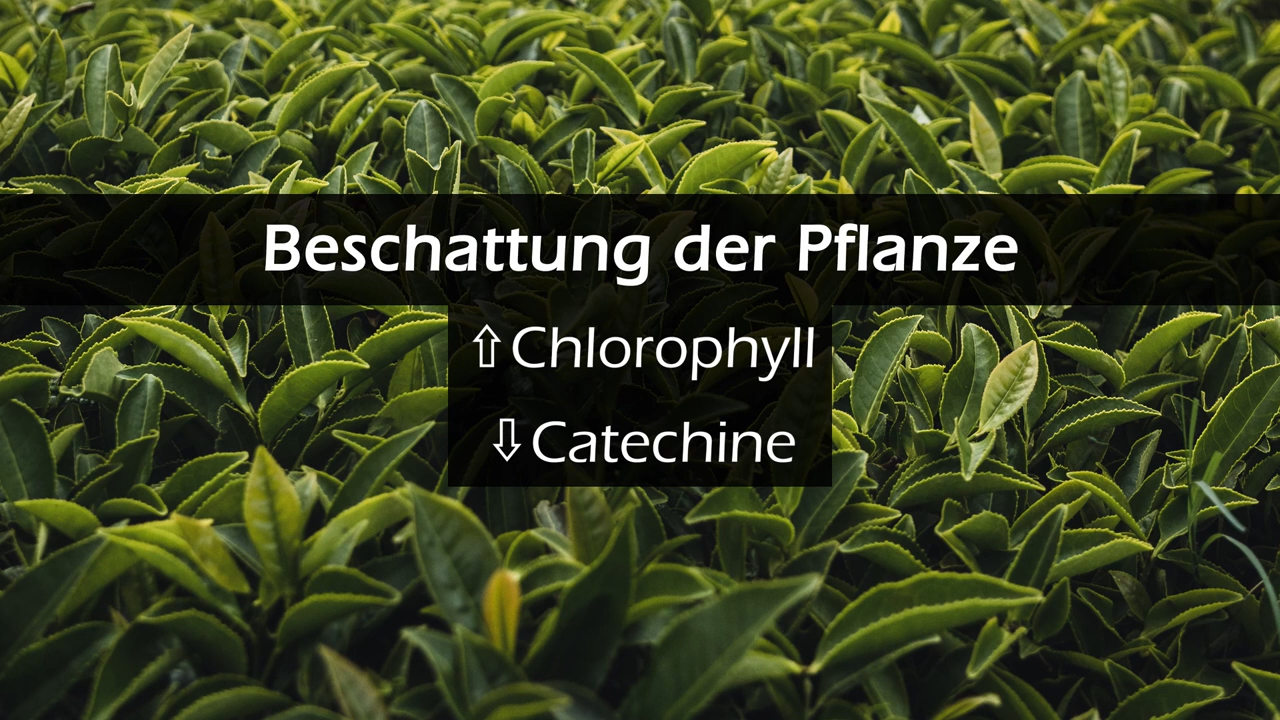 Beschattung der Pflanze
⇧Chlorophyll
⇩Catechine